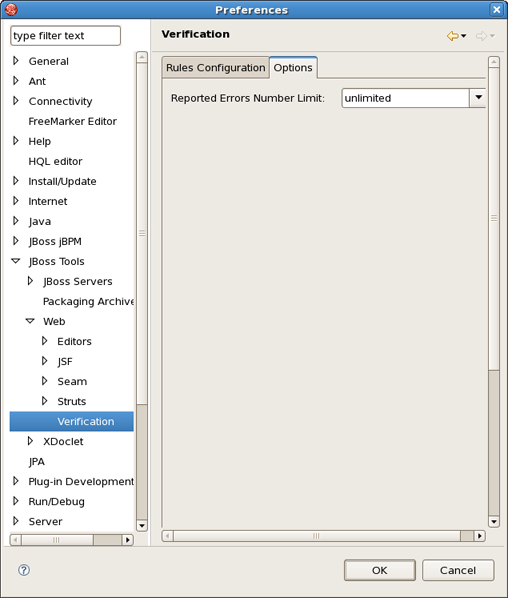 Preferences
type filter text
General
Ant
Connectivity
FreeMarker Editor
Help
HQL editor
Install/Update
Internet
Java
JBoss jBPM
JBoss Tools
JBoss Servers
Packaging Archive
Web
Editors
JSF
Seam
Struts
Verification
XDoclet
JPA
Plug-in Development
Run/Debug
Server
Verification
Rules Configuration Options
Reported Errors Number Limit: unlimited
? OK Cancel